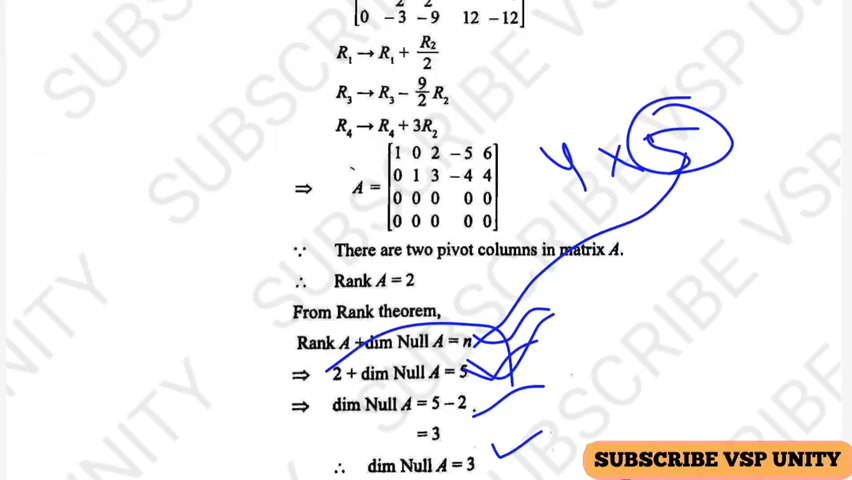 [0 -3 -9 12 -12]
R₁ → R₁ + R₂/2
R₃ → R₃ − 9/2 R₂
R₄ → R₄ + 3R₂
⇒ A = [1 0 2 −5 6
0 1 3 −4 4
0 0 0 0 0
0 0 0 0 0]
4 × 5
∵ There are two pivot columns in matrix A.
∴ Rank A = 2
From Rank theorem,
Rank A + dim Null A = n
⇒ 2 + dim Null A = 5
⇒ dim Null A = 5 − 2
= 3
∴ dim Null A = 3
SUBSCRIBE VSP UNITY